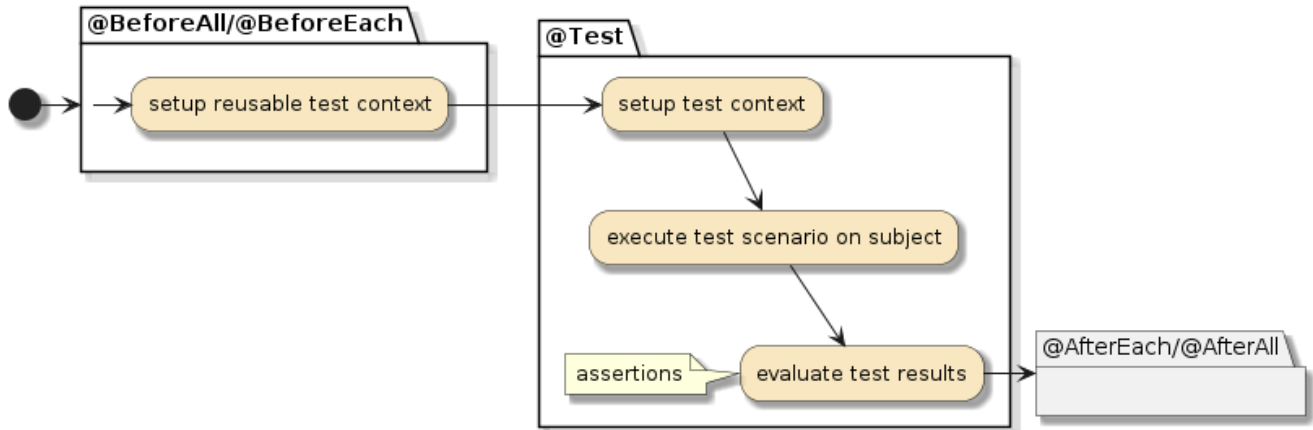 @BeforeAll/@BeforeEach
setup reusable test context
@Test
setup test context
execute test scenario on subject
assertions
evaluate test results
@AfterEach/@AfterAll